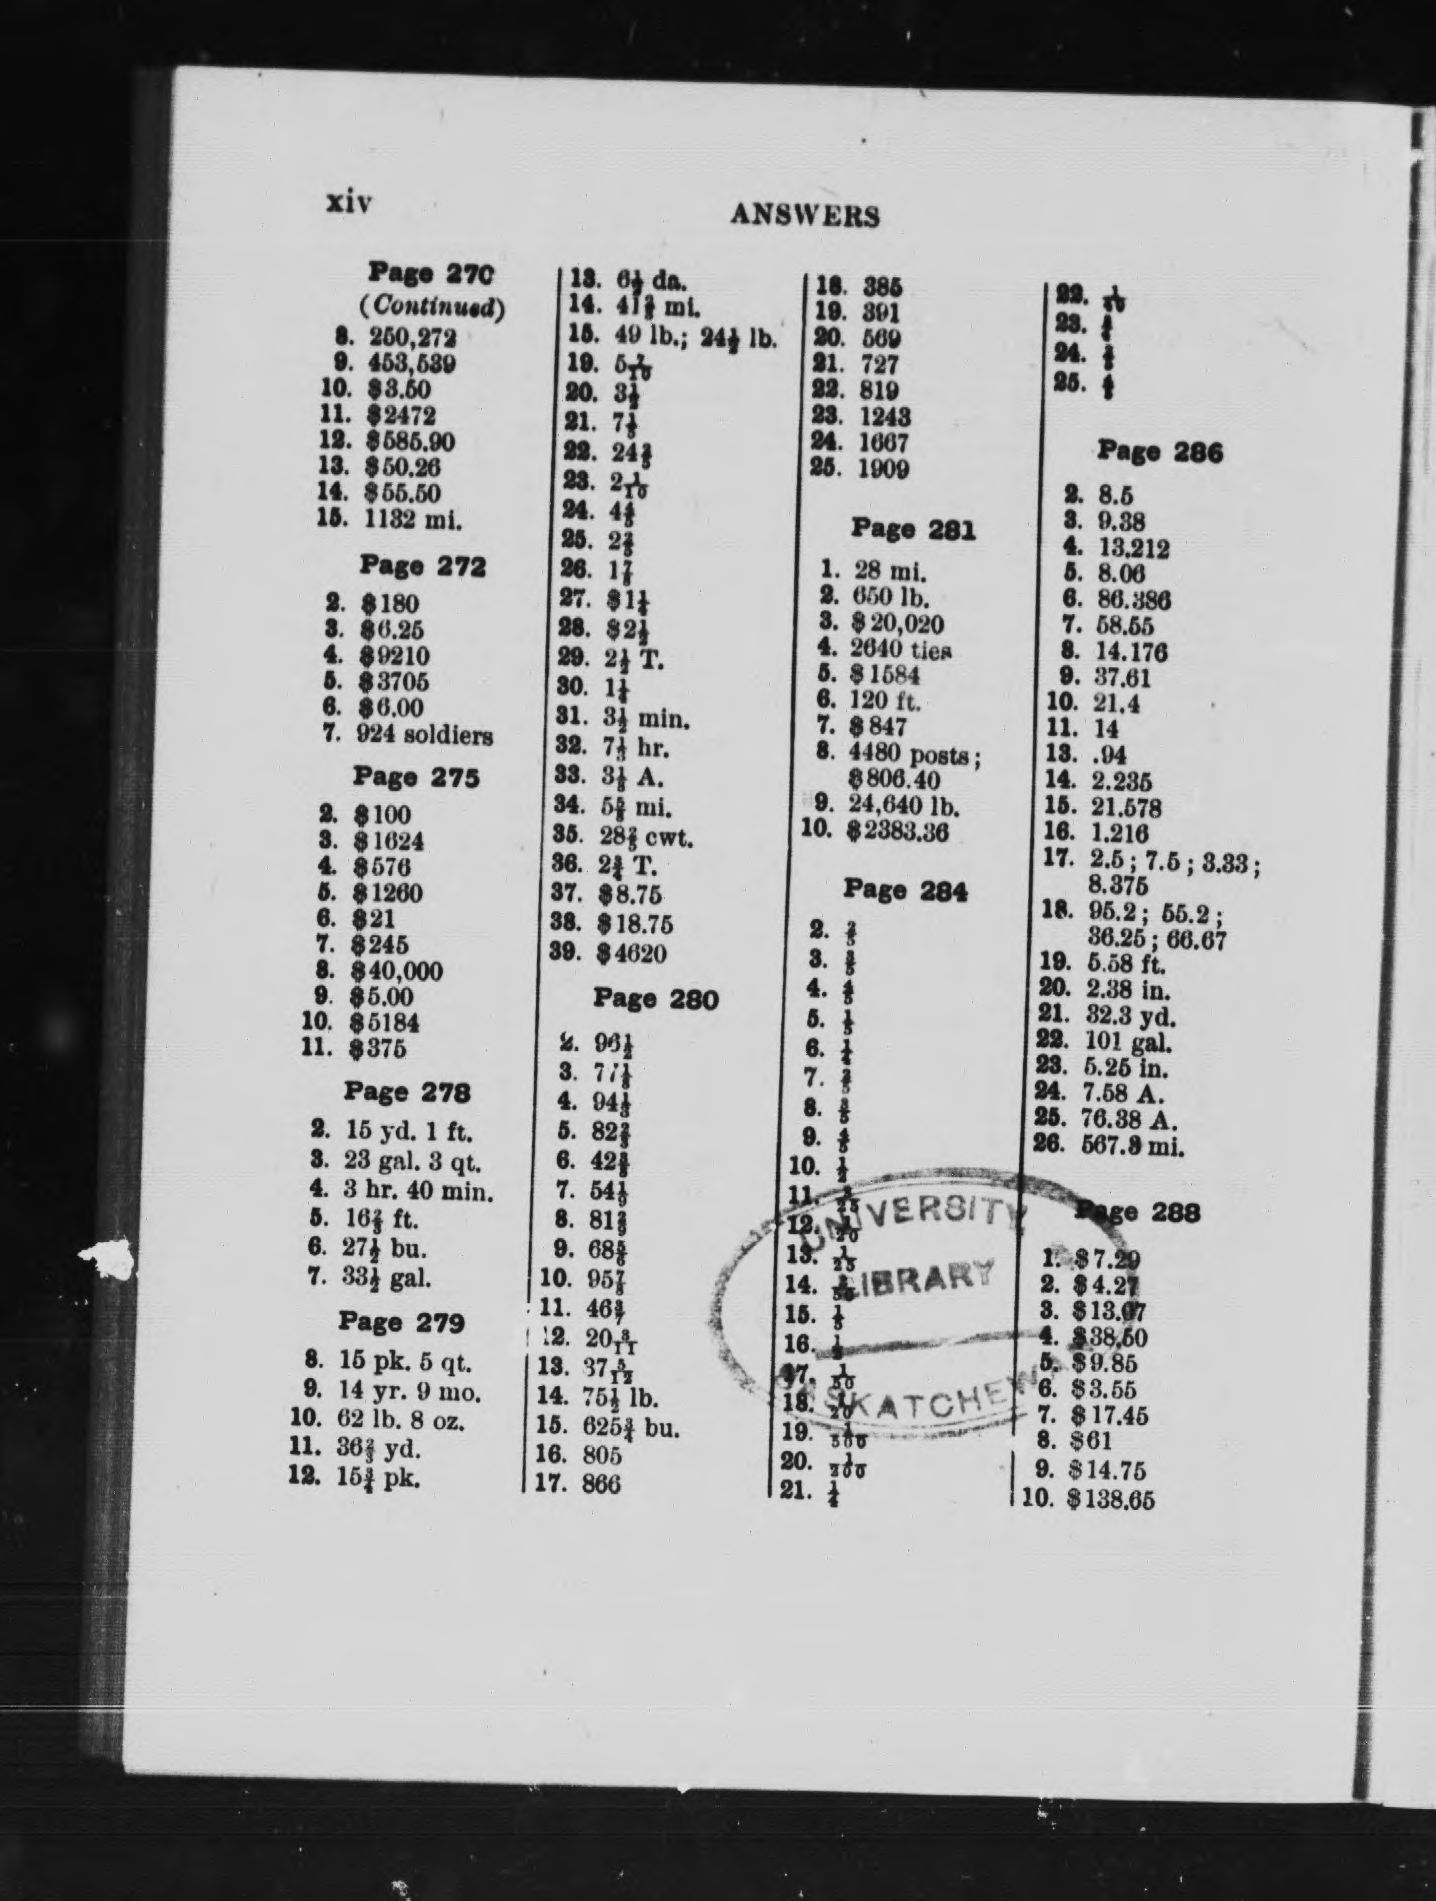 xiv
ANSWERS
Page 270
(Continued)
8. 250,272
9. 453,539
10. $3.50
11. $2472
12. $585.90
13. $50.26
14. $55.50
15. 1132 mi.
Page 272
2. $180
3. $6.25
4. $9210
5. $3705
6. $6.00
7. 924 soldiers
Page 275
2. $100
3. $1624
4. $576
5. $1260
6. $21
7. $245
8. $40,000
9. $5.00
10. $5184
11. $375
Page 278
2. 15 yd. 1 ft.
3. 23 gal. 3 qt.
4. 3 hr. 40 min.
5. 16⅔ ft.
6. 27½ bu.
7. 33½ gal.
Page 279
8. 15 pk. 5 qt.
9. 14 yr. 9 mo.
10. 62 lb. 8 oz.
11. 36⅔ yd.
12. 15¾ pk.
13. da.
14. mi.
15. 49 lb.; 24½ lb.
19.
20. 3½
21.
22.
23. 2 1/10
24. 4⅘
25.
26. 1⅞
27. $1¼
28. $2½
29. 2½ T.
30. 1¼
31. 3½ min.
32. 7⅓ hr.
33. 3⅛ A.
34. 5⅝ mi.
35. 28⅖ cwt.
36. 2¾ T.
37. $8.75
38. $18.75
39. $4620
Page 280
2. 96½
3.
4. 94⅓
5. 82⅔
6. 42⅜
7. 54
8. 81
9. 68⅚
10. 95⅞
11. 46 3/7
12. 20 3/11
13. 37 5/12
14. 75½ lb.
15. 625¾ bu.
16. 805
17. 866
18. 385
19. 391
20. 569
21. 727
22. 819
23. 1243
24. 1667
25. 1909
Page 281
1. 28 mi.
2. 650 lb.
3. $20,020
4. 2640 ties
5. $1584
6. 120 ft.
7. $847
8. 4480 posts;
$806.40
9. 24,640 lb.
10. $2383.36
Page 284
2. ⅖
3. ⅗
4. ⅘
5. ⅕
6. ¼
7. ⅖
8. ⅗
9. ⅘
10. ½
11.
12. 1/20
13. 1/25
14.
15. ⅕
16.
17. 1/50
18. 1/20
19. 1/500
20. 1/200
21. ¼
22.
23.
24.
25.
Page 286
2. 8.5
3. 9.38
4. 13.212
5. 8.06
6. 86.386
7. 58.55
8. 14.176
9. 37.61
10. 21.4
11. 14
13. .94
14. 2.235
15. 21.578
16. 1.216
17. 2.5; 7.5; 3.33;
8.375
18. 95.2; 55.2;
36.25; 66.67
19. 5.58 ft.
20. 2.38 in.
21. 32.3 yd.
22. 101 gal.
23. 5.25 in.
24. 7.58 A.
25. 76.38 A.
26. mi.
Page 288
1. $7.29
2. $4.27
3. $13.07
4. $38.50
5. $9.85
6. $3.55
7. $17.45
8. $61
9. $14.75
10. $138.65
UNIVERSITY
LIBRARY